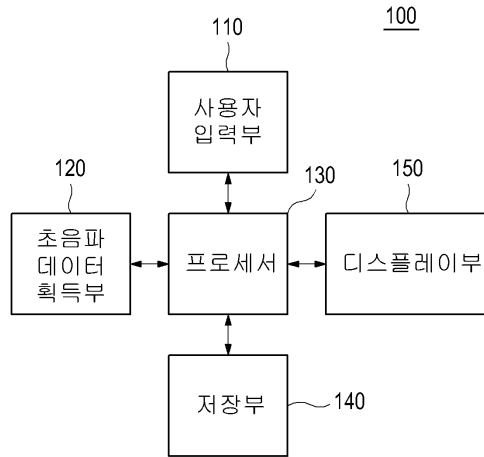 100
110
사용자
입력부
120
초음파
데이터
획득부
130
프로세서
150
디스플레이부
저장부
140